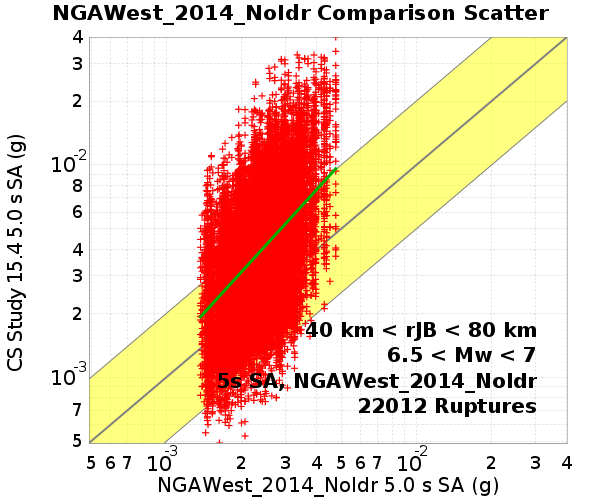 NGAWest_2014_NoIdr Comparison Scatter
CS Study 15.4 5.0 s SA (g)
4
3
2
10-2
8
6
4
3
2
10-3
7
5
40 km < rJB < 80 km
6.5 < Mw < 7
5s SA, NGAWest_2014_NoIdr
22012 Ruptures
5 6 7 10-3 2 3 4 5 6 7 10-2 2 3 4
NGAWest_2014_NoIdr 5.0 s SA (g)